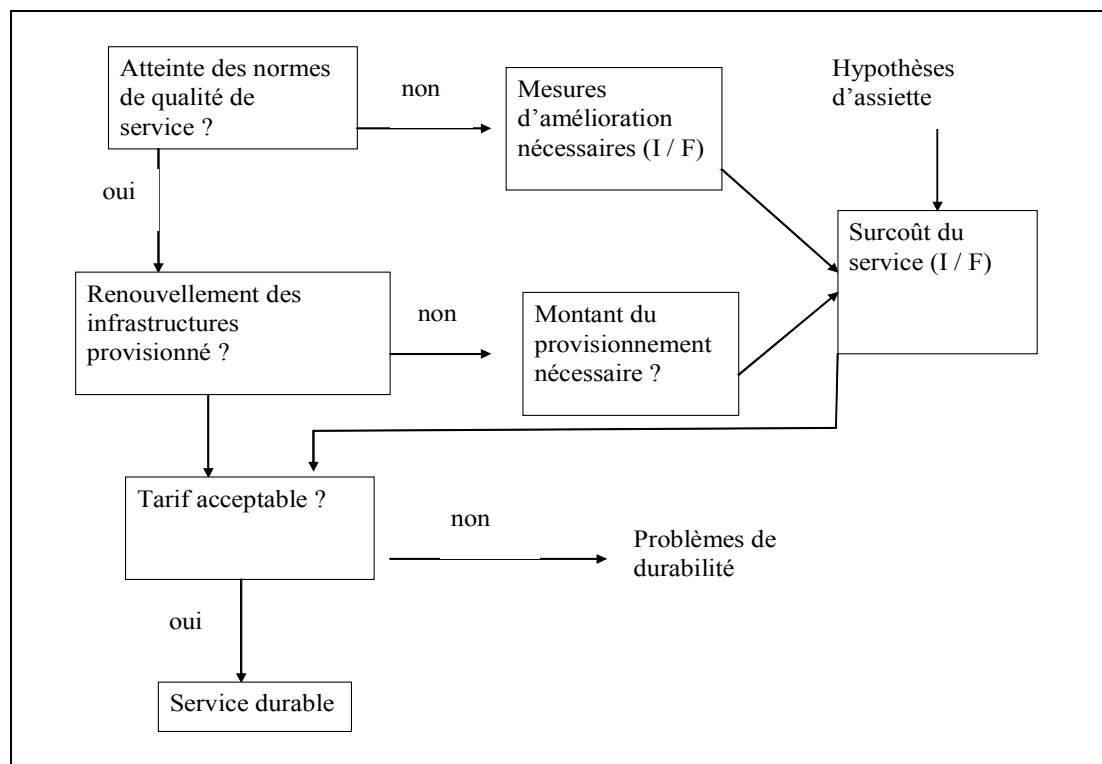 Atteinte des normes
de qualité de
service ?
non
Mesures
d’amélioration
nécessaires (I / F)
Hypothèses
d’assiette
oui
Surcoût du
service (I / F)
Renouvellement des
infrastructures
provisionné ?
non
Montant du
provisionnement
nécessaire ?
Tarif acceptable ?
non
Problèmes de
durabilité
oui
Service durable